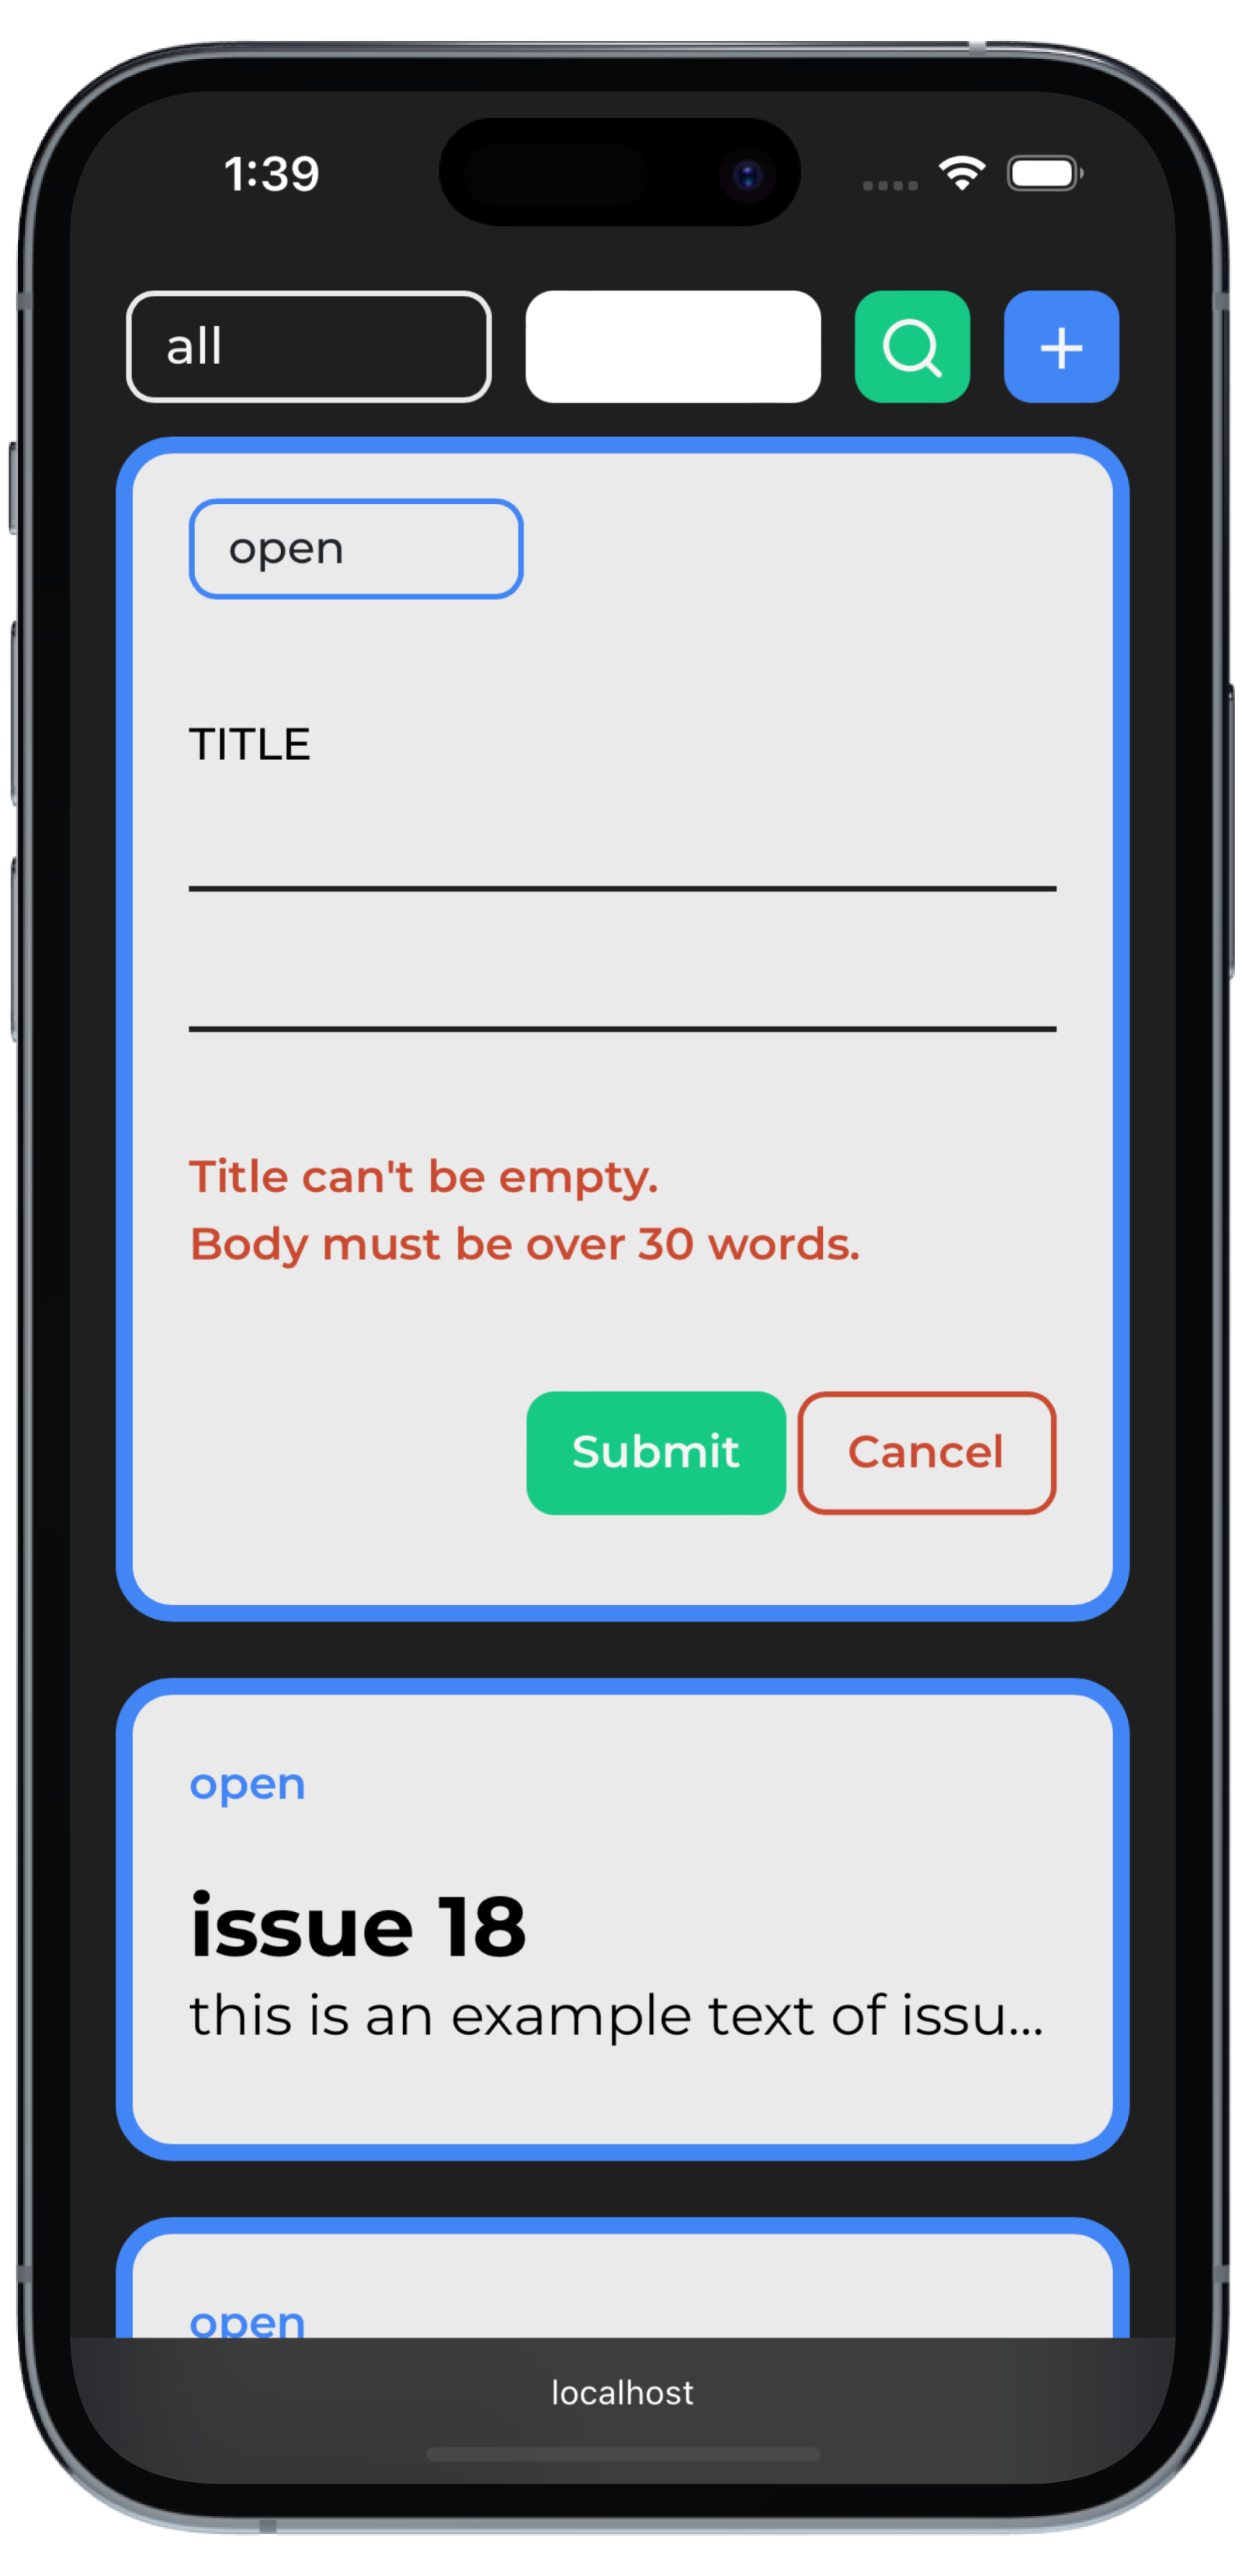 1:39
all
open
TITLE
Title can't be empty.
Body must be over 30 words.
Submit Cancel
open
issue 18
this is an example text of issu...
open
localhost